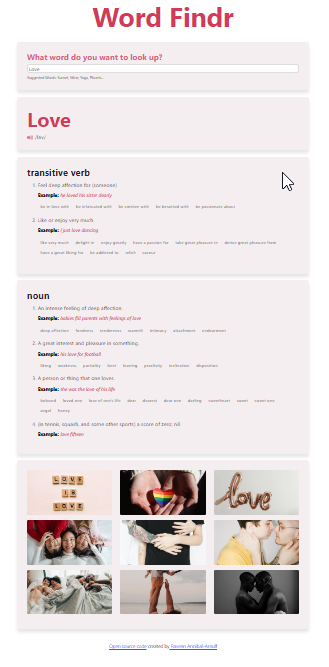 Word Findr
What word do you want to look up?
Love
Suggested Words: Sunset, Wine, Yoga, Planets...
Love
/lʌv/
transitive verb
1. Feel deep affection for (someone)
Example: he loved his sister dearly
be in love with be infatuated with be smitten with be besotted with be passionate about
2. Like or enjoy very much
Example: I just love dancing
like very much delight in enjoy greatly have a passion for take great pleasure in derive great pleasure from
have a great liking for be addicted to relish savour
noun
1. An intense feeling of deep affection.
Example: babies fill parents with feelings of love
deep affection fondness tenderness warmth intimacy attachment endearment
2. A great interest and pleasure in something.
Example: his love for football
liking weakness partiality bent leaning proclivity inclination disposition
3. A person or thing that one loves.
Example: she was the love of his life
beloved loved one love of one's life dear dearest dear one darling sweetheart sweet sweet one
angel honey
4. (in tennis, squash, and some other sports) a score of zero; nil
Example: love fifteen
LOVE
IS
LOVE
love
Open source code created by